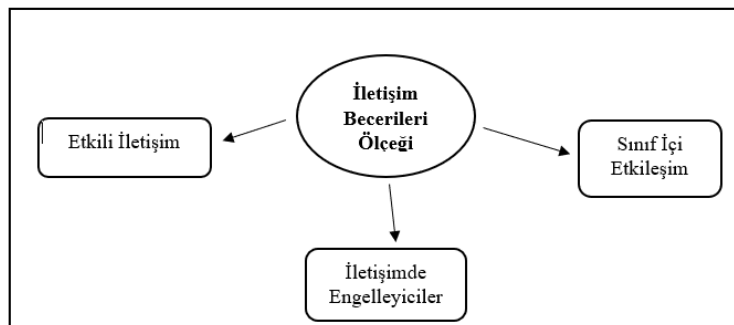 İletişim
Becerileri
Ölçeği
Etkili İletişim
Sınıf İçi
Etkileşim
İletişimde
Engelleyiciler